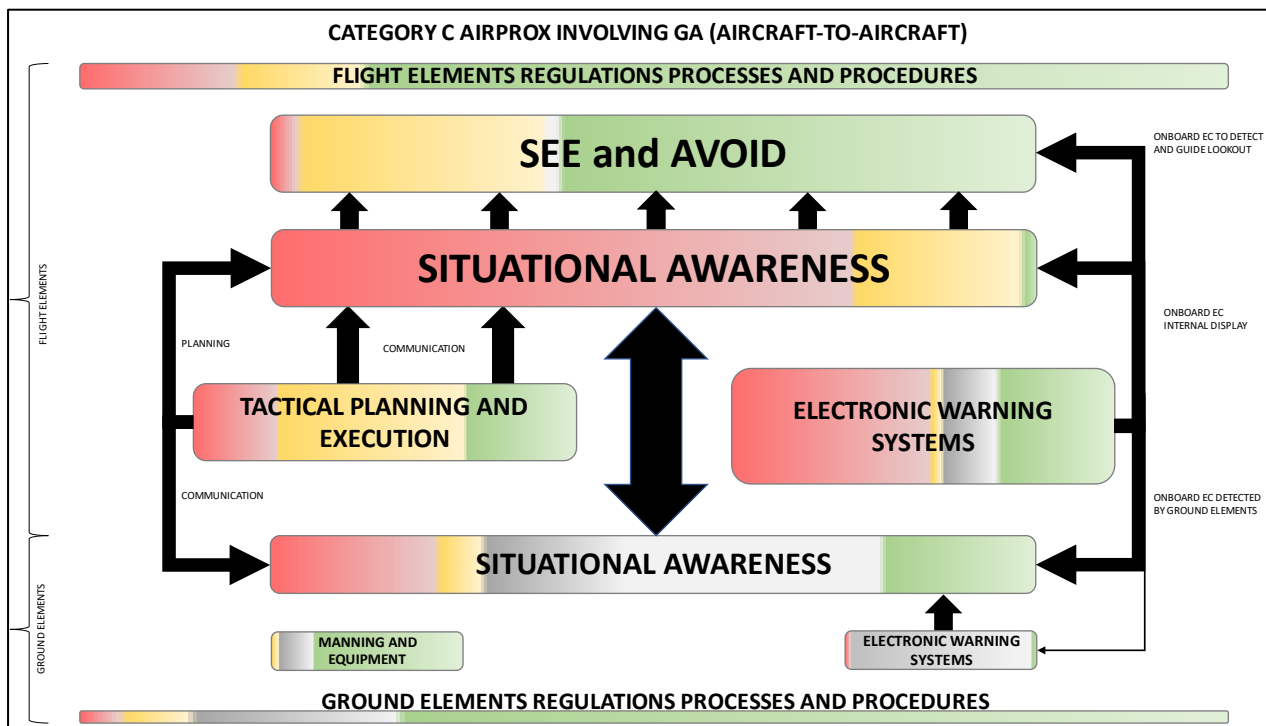 CATEGORY C AIRPROX INVOLVING GA (AIRCRAFT-TO-AIRCRAFT)
FLIGHT ELEMENTS REGULATIONS PROCESSES AND PROCEDURES
SEE and AVOID
ONBOARD EC TO DETECT
AND GUIDE LOOKOUT
SITUATIONAL AWARENESS
FLIGHT ELEMENTS
PLANNING
COMMUNICATION
ONBOARD EC
INTERNAL DISPLAY
TACTICAL PLANNING AND
EXECUTION
ELECTRONIC WARNING
SYSTEMS
COMMUNICATION
ONBOARD EC DETECTED
BY GROUND ELEMENTS
SITUATIONAL AWARENESS
GROUND ELEMENTS
MANNING AND
EQUIPMENT
ELECTRONIC WARNING
SYSTEMS
GROUND ELEMENTS REGULATIONS PROCESSES AND PROCEDURES